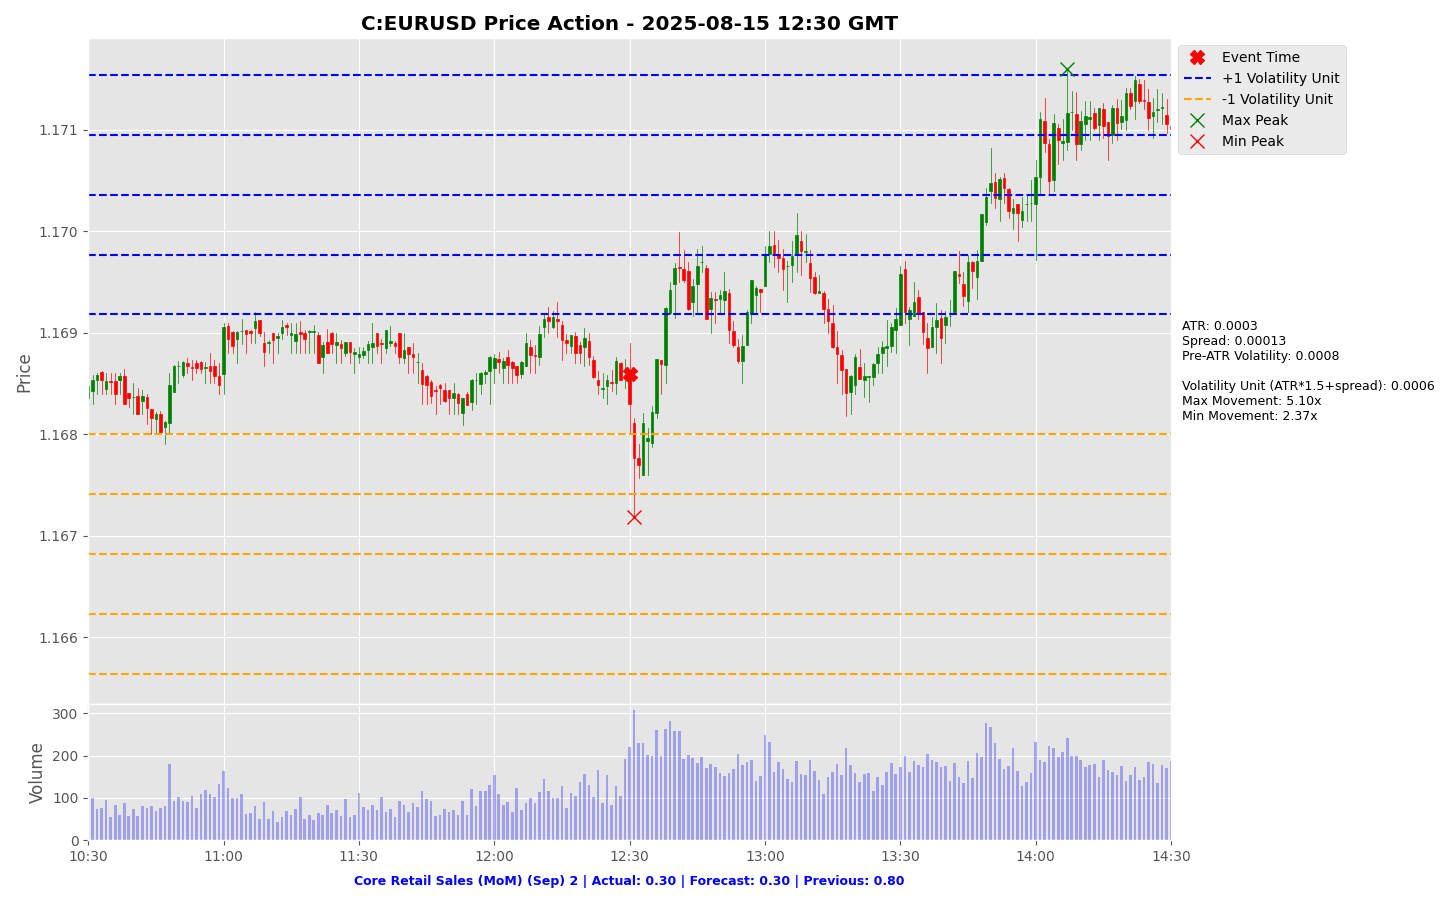 C:EURUSD Price Action - 2025-08-15 12:30 GMT
Event Time
+1 Volatility Unit
-1 Volatility Unit
Max Peak
Min Peak
Price
1.171
1.170
1.169
1.168
1.167
1.166
ATR: 0.0003
Spread: 0.00013
Pre-ATR Volatility: 0.0008
Volatility Unit (ATR*1.5+spread): 0.0006
Max Movement: 5.10x
Min Movement: 2.37x
Volume
300
200
100
0
10:30 11:00 11:30 12:00 12:30 13:00 13:30 14:00 14:30
Core Retail Sales (MoM) (Sep) 2 | Actual: 0.30 | Forecast: 0.30 | Previous: 0.80